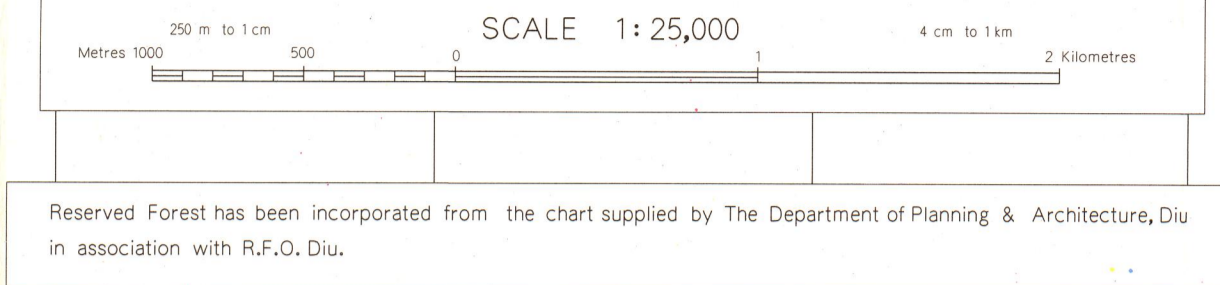 250 m to 1 cm
SCALE 1: 25,000
4 cm to 1 km
Metres 1000 500 0 1 2 Kilometres
Reserved Forest has been incorporated from the chart supplied by The Department of Planning & Architecture, Diu
in association with R.F.O. Diu.